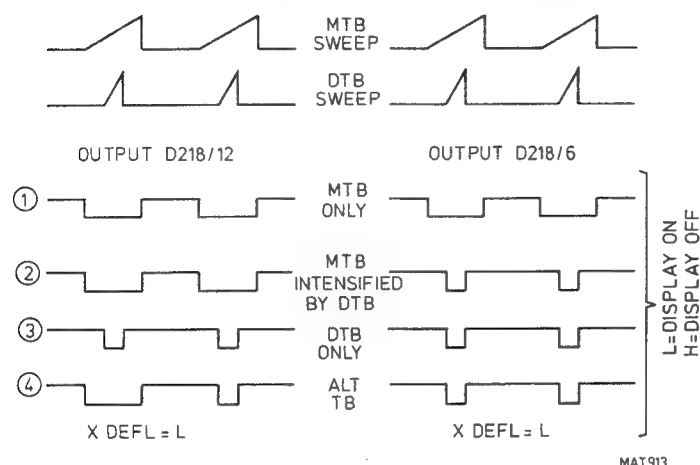 MTB
SWEEP
DTB
SWEEP
OUTPUT D218/12
OUTPUT D218/6
① MTB
ONLY
② MTB
INTENSIFIED
BY DTB
③ DTB
ONLY
④ ALT
TB
X DEFL = L
X DEFL = L
L=DISPLAY ON
H=DISPLAY OFF
MAT913